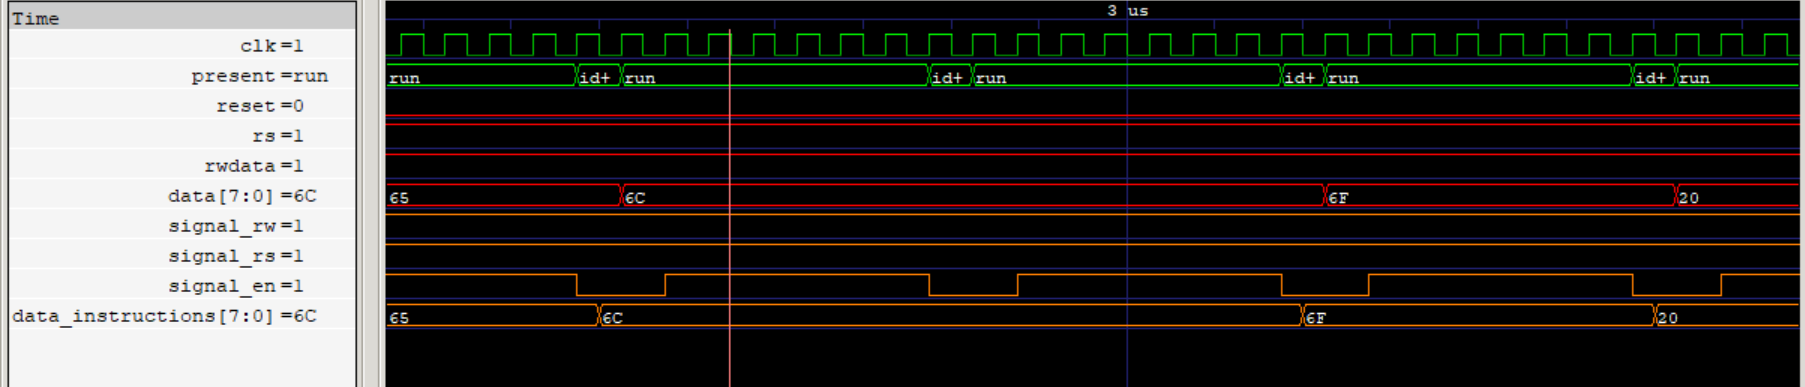 Time
3 us
clk=1
present=run
run id+ run id+ run id+ run id+ run
reset=0
rs=1
rwdata=1
data[7:0]=6C
65 6C 6F 20
signal_rw=1
signal_rs=1
signal_en=1
data_instructions[7:0]=6C
65 6C 6F 20